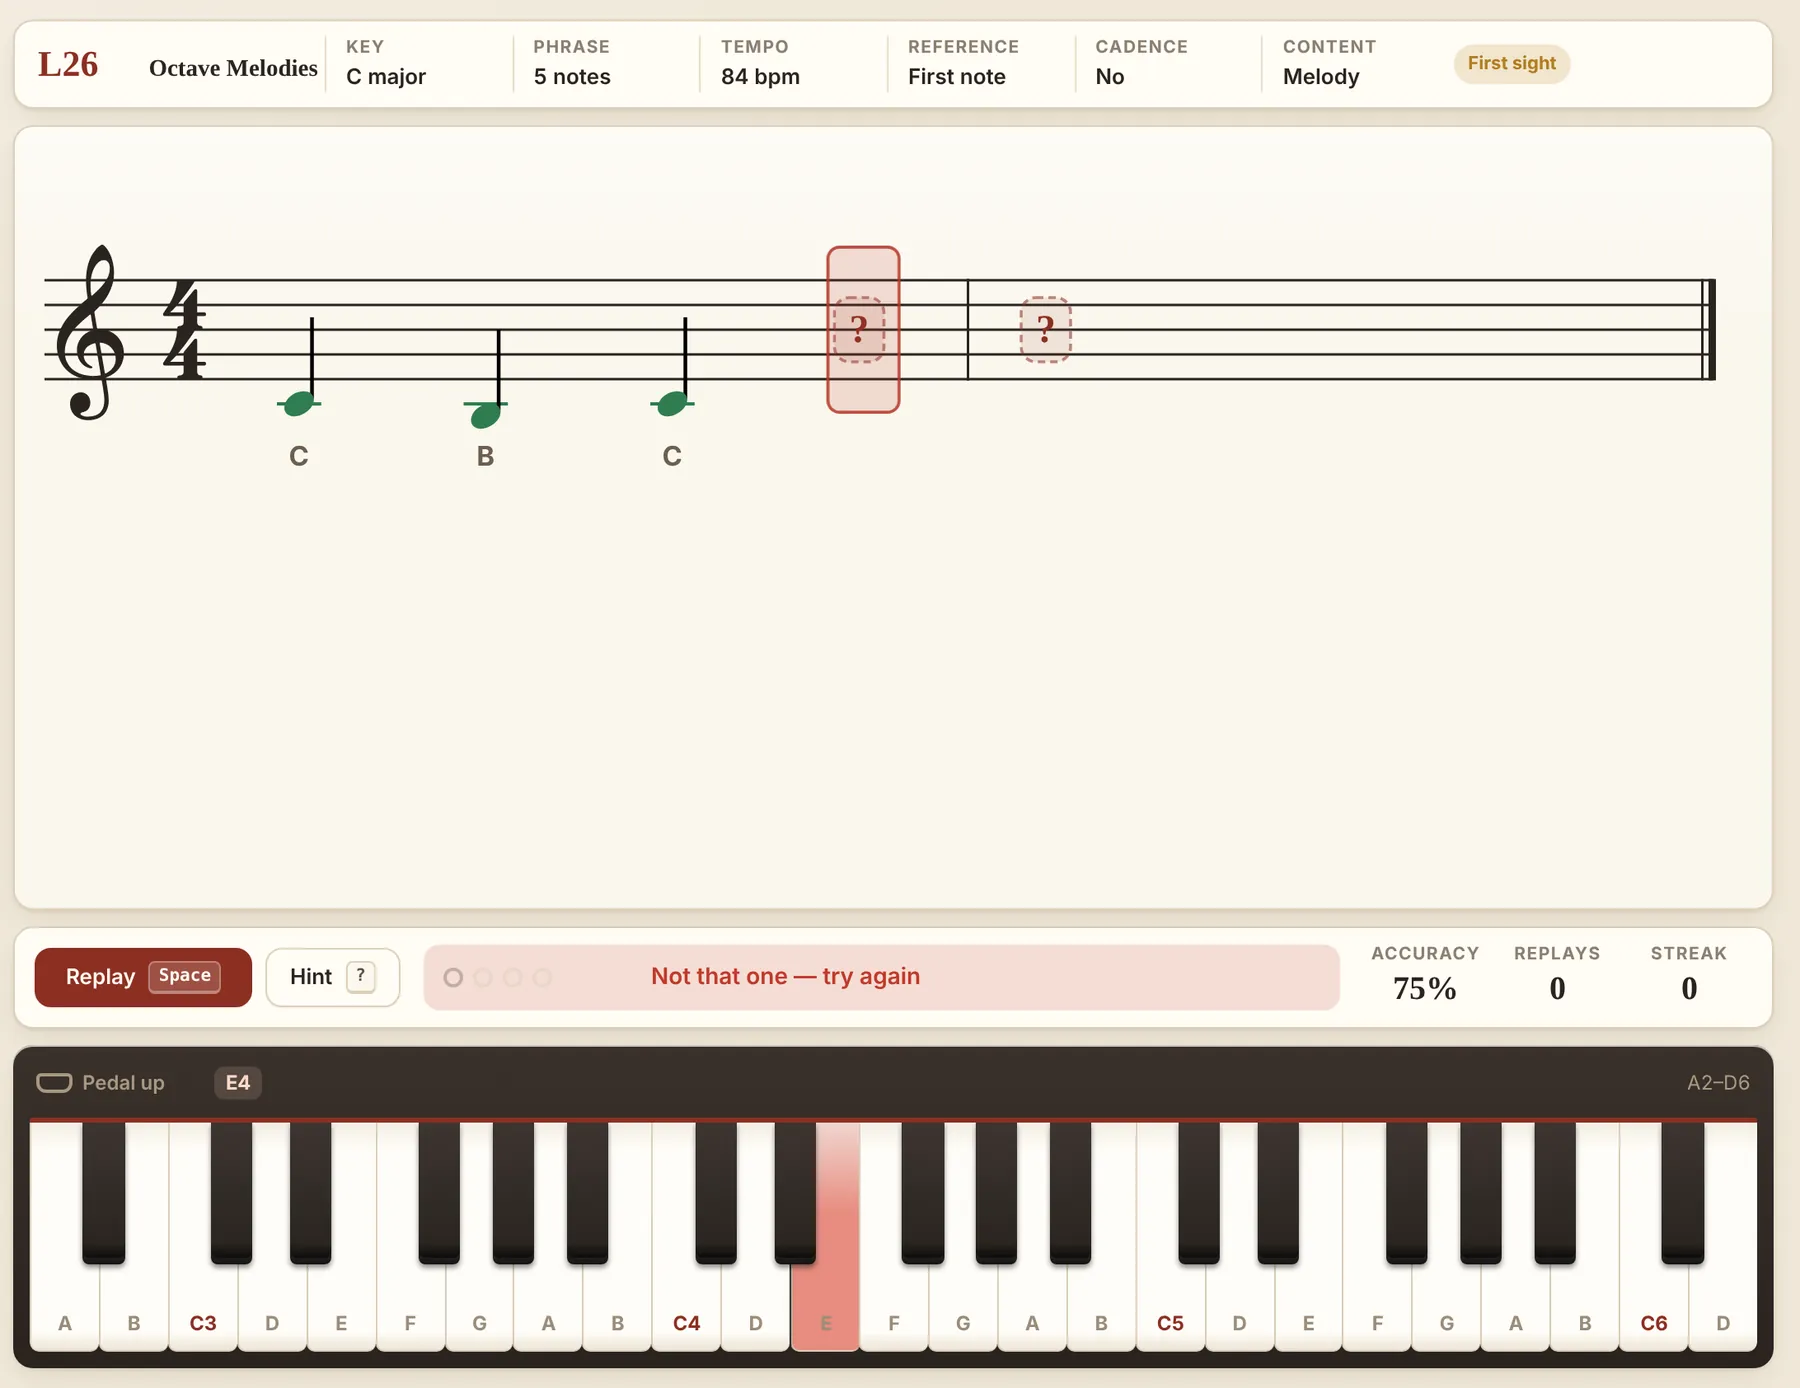 L26 Octave Melodies
KEY
C major
PHRASE
5 notes
TEMPO
84 bpm
REFERENCE
First note
CADENCE
No
CONTENT
Melody
First sight
4
4
? ?
C B C
Replay Space
Hint ?
Not that one — try again
ACCURACY
75%
REPLAYS
0
STREAK
0
Pedal up E4 A2–D6
A B C3 D E F G A B C4 D E F G A B C5 D E F G A B C6 D